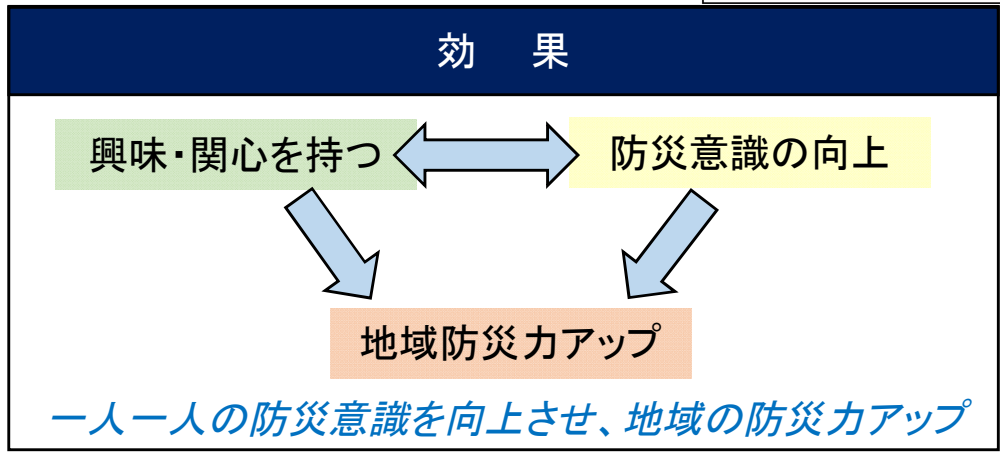 効　果
興味・関心を持つ
防災意識の向上
地域防災力アップ
一人一人の防災意識を向上させ、地域の防災力アップ